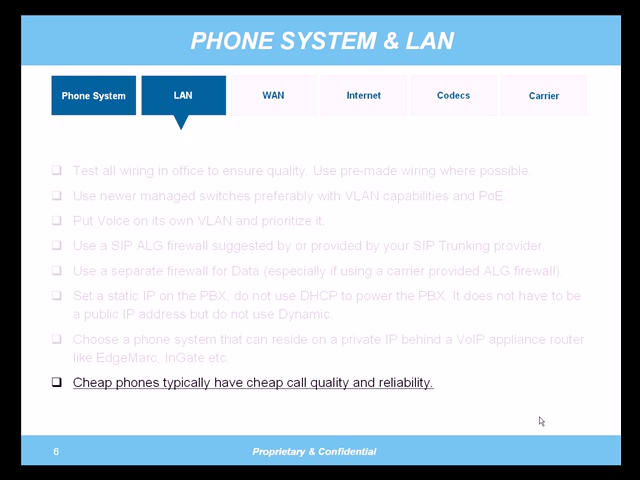 PHONE SYSTEM & LAN
Phone System
LAN
WAN
Internet
Codecs
Carrier
Test all wiring in office to ensure quality. Use pre-made wiring where possible.
Use newer managed switches preferably with VLAN capabilities and PoE.
Put Voice on its own VLAN and prioritize it.
Use a SIP ALG firewall suggested by or provided by your SIP Trunking provider.
Use a separate firewall for Data (especially if using a carrier provided ALG firewall).
Set a static IP on the PBX, do not use DHCP to power the PBX. It does not have to be
a public IP address but do not use Dynamic.
Choose a phone system that can reside on a private IP behind a VoIP appliance router
like EdgeMarc, InGate etc.
Cheap phones typically have cheap call quality and reliability.
6
Proprietary & Confidential